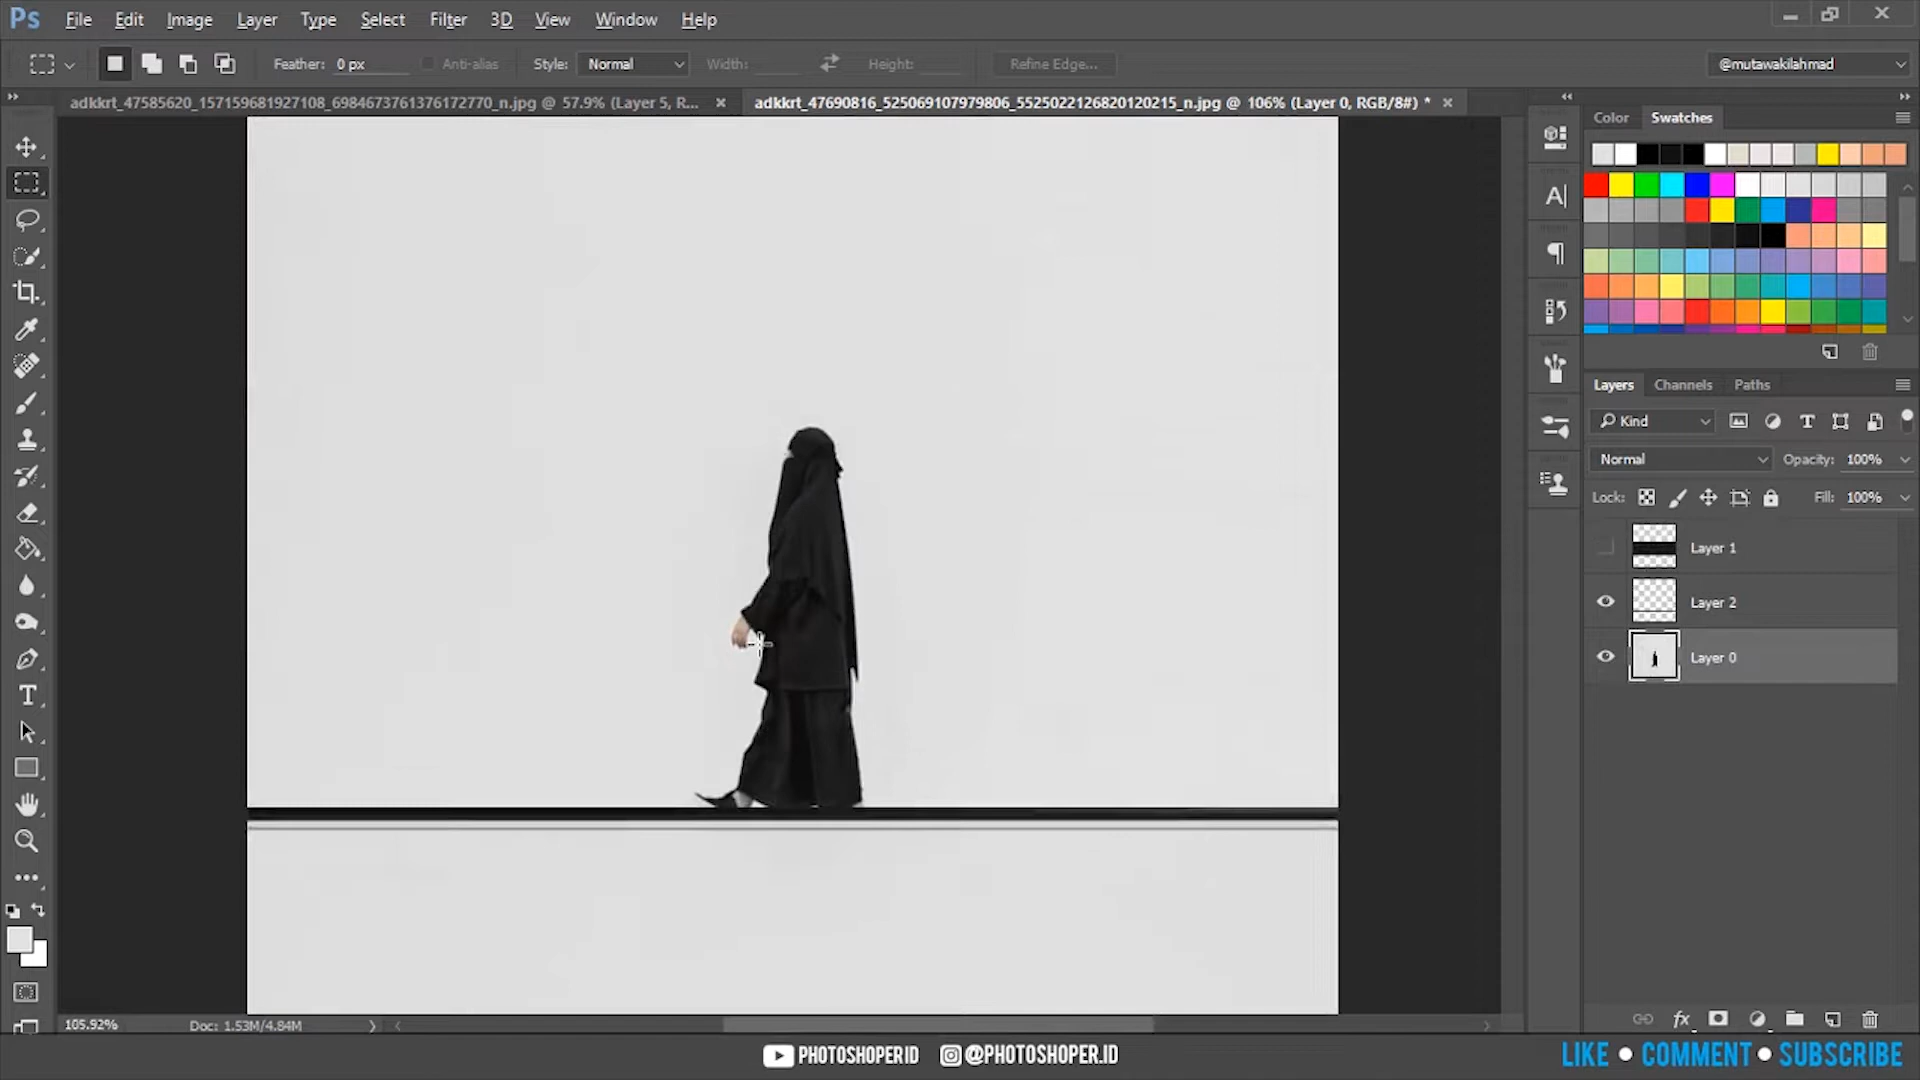 Ps File Edit Image Layer Type Select Filter 3D View Window Help
Feather: 0 px Anti-alias Style: Normal Width: Height: Refine Edge... @mutawakilahmad
adkkrt_47585620_157159681927108_6984673761376172770_n.jpg @ 57.9% (Layer 5, R... adkkrt_47690816_525069107979806_5525022126820120215_n.jpg @ 106% (Layer 0, RGB/8#) *
Color Swatches
Layers Channels Paths
Kind
Normal Opacity: 100%
Lock: Fill: 100%
Layer 1
Layer 2
Layer 0
105.92% Doc: 1.53M/4.84M
PHOTOSHOPERID @PHOTOSHOPER.ID
LIKE ● COMMENT ● SUBSCRIBE